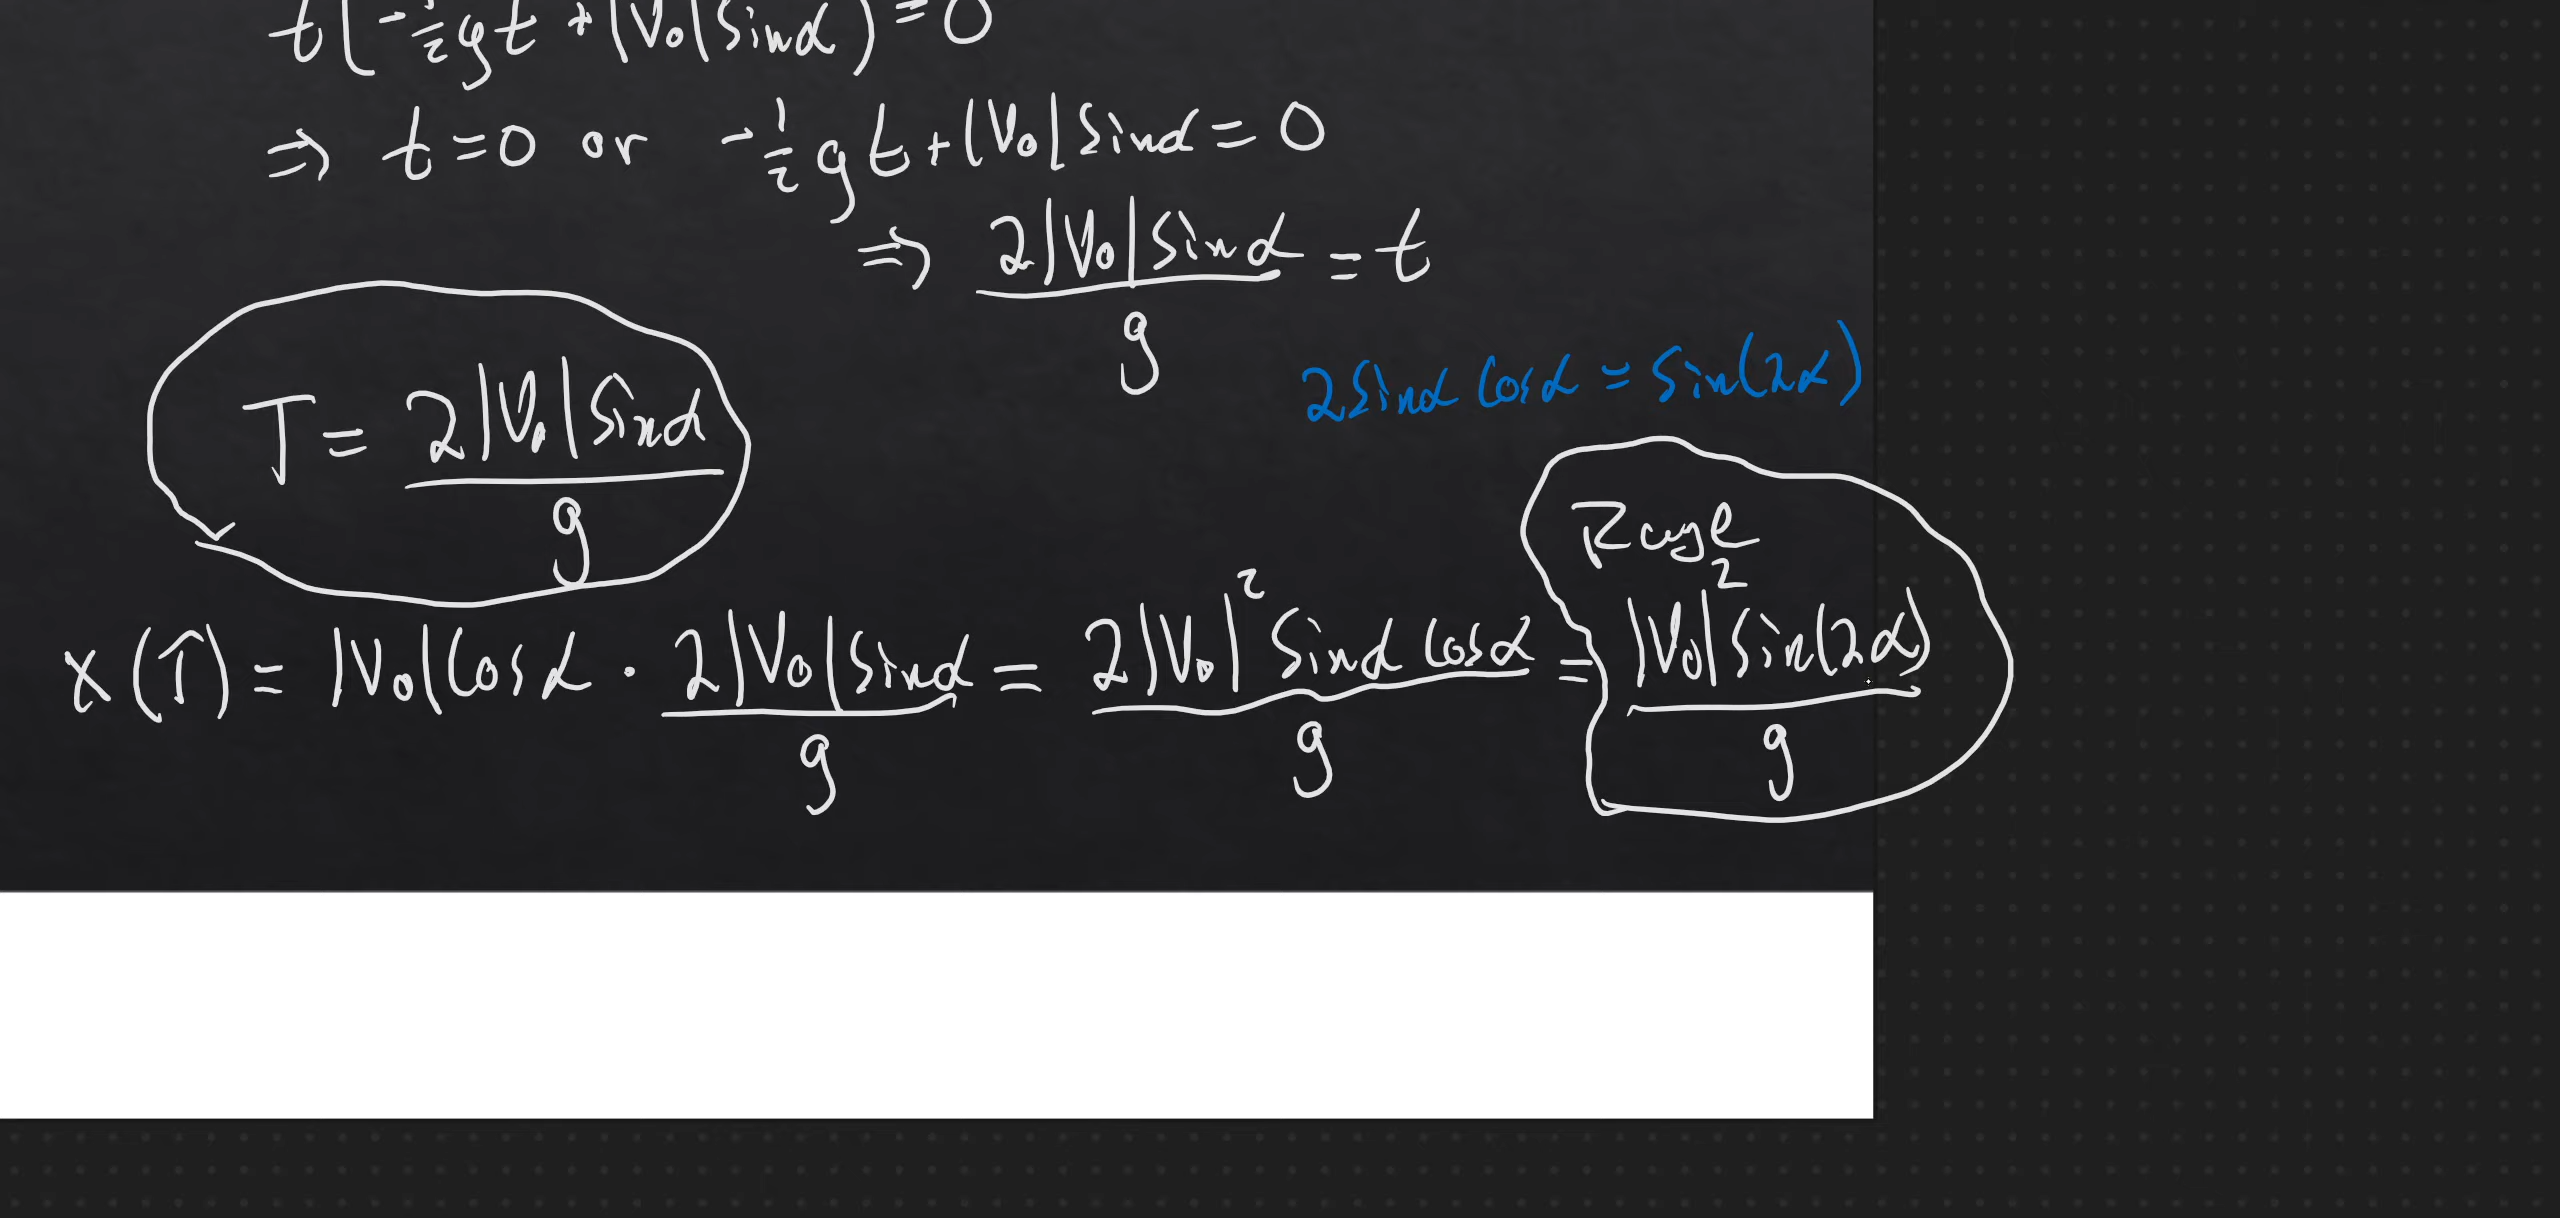 t(-½gt + |V₀|sinα) = 0
⇒ t=0 or -½gt+|V₀|sinα=0
⇒ 2|V₀|sinα/g = t
2sinα cosα = sin(2α)
T= 2|V₀|sinα/g
Range
x(T) = |V₀|cosα · 2|V₀|sinα/g = 2|V₀|² sinα cosα/g = |V₀|² sin(2α)/g